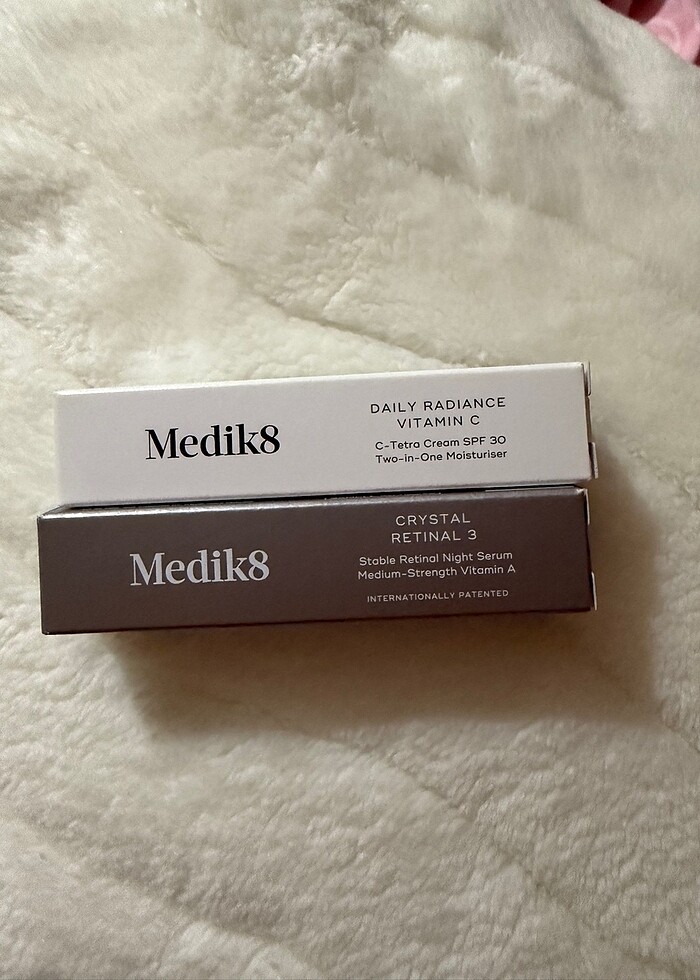 Medik8
DAILY RADIANCE
VITAMIN C
C-Tetra Cream SPF 30
Two-in-One Moisturiser
Medik8
CRYSTAL
RETINAL 3
Stable Retinal Night Serum
Medium-Strength Vitamin A
INTERNATIONALLY PATENTED